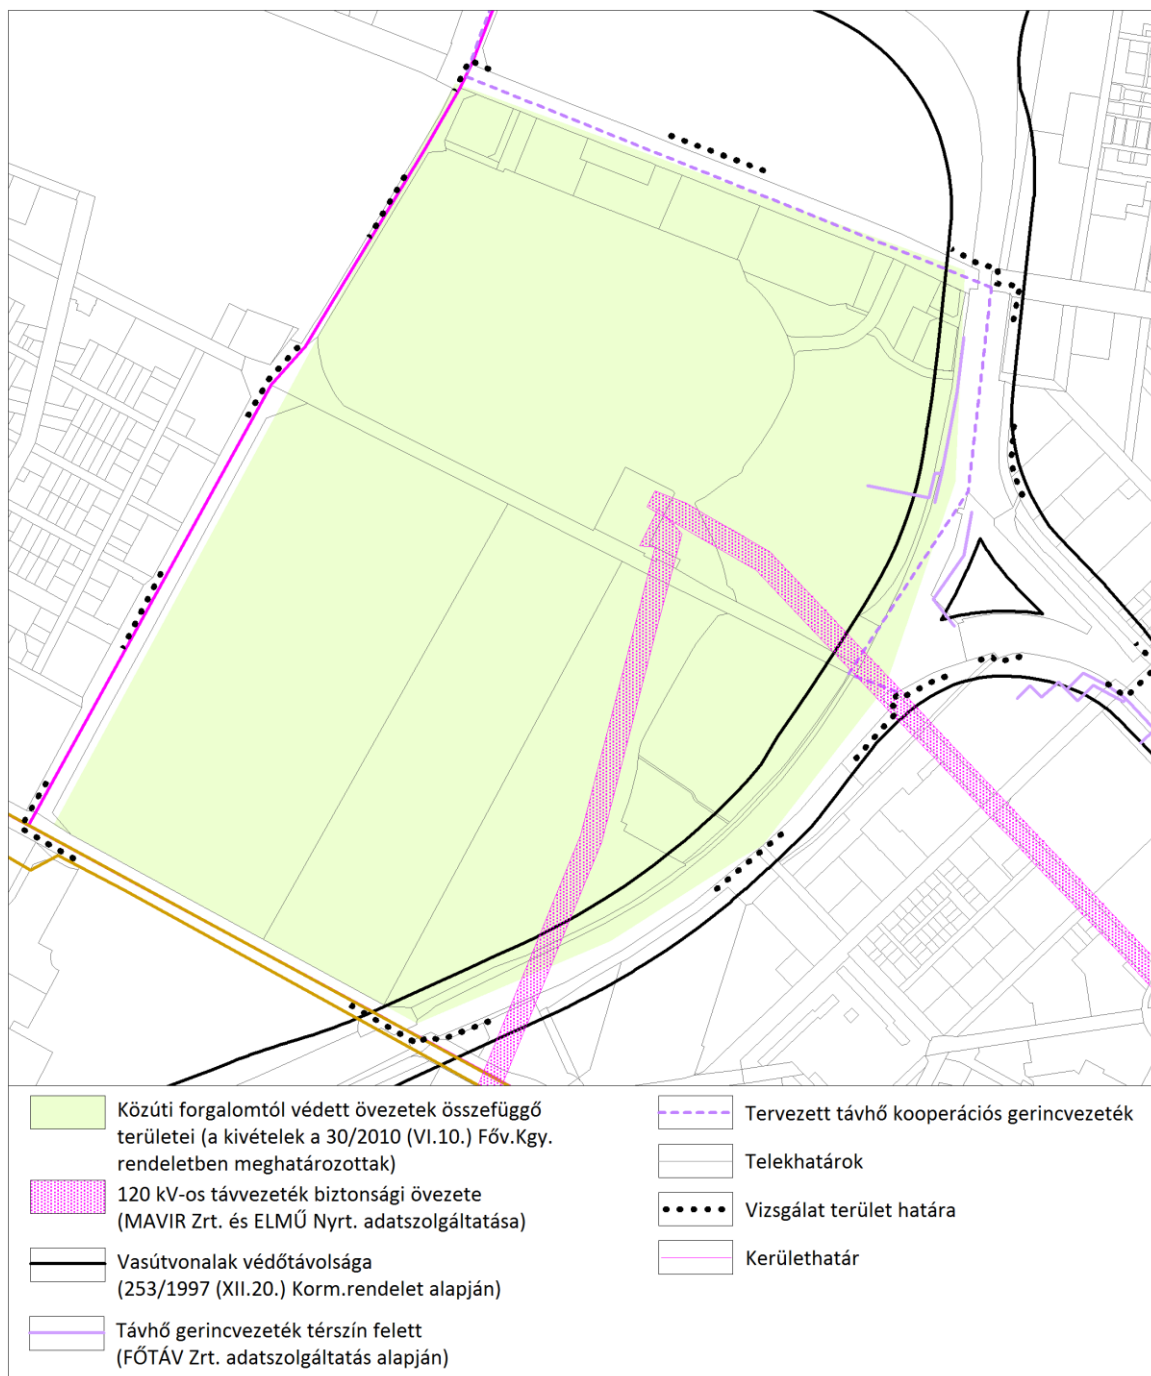 Közúti forgalomtól védett övezetek összefüggő
területei (a kivételek a 30/2010 (VI.10.) Főv.Kgy.
rendeletben meghatározottak)
120 kV-os távvezeték biztonsági övezete
(MAVIR Zrt. és ELMŰ Nyrt. adatszolgáltatása)
Vasútvonalak védőtávolsága
(253/1997 (XII.20.) Korm.rendelet alapján)
Távhő gerincvezeték térszín felett
(FŐTÁV Zrt. adatszolgáltatás alapján)
Tervezett távhő kooperációs gerincvezeték
Telekhatárok
Vizsgálat terület határa
Kerülethatár